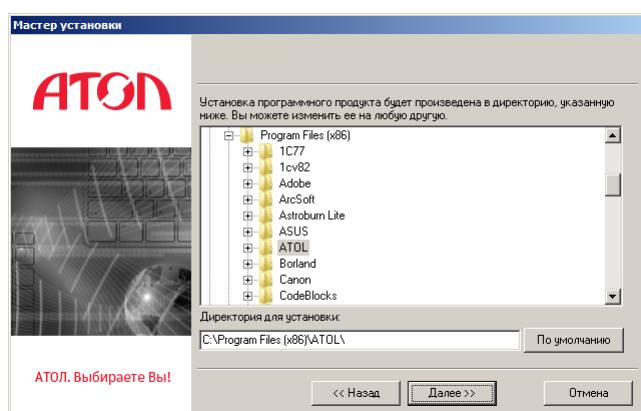 Мастер установки
АТОЛ
Установка программного продукта будет произведена в директорию, указанную
ниже. Вы можете изменить ее на любую другую.
Program Files (x86)
1C77
1cv82
Adobe
ArcSoft
Astroburn Lite
ASUS
ATOL
Borland
Canon
CodeBlocks
Директория для установки:
C:\Program Files (x86)\ATOL\
По умолчанию
АТОЛ. Выбираете Вы!
<< Назад
Далее >>
Отмена